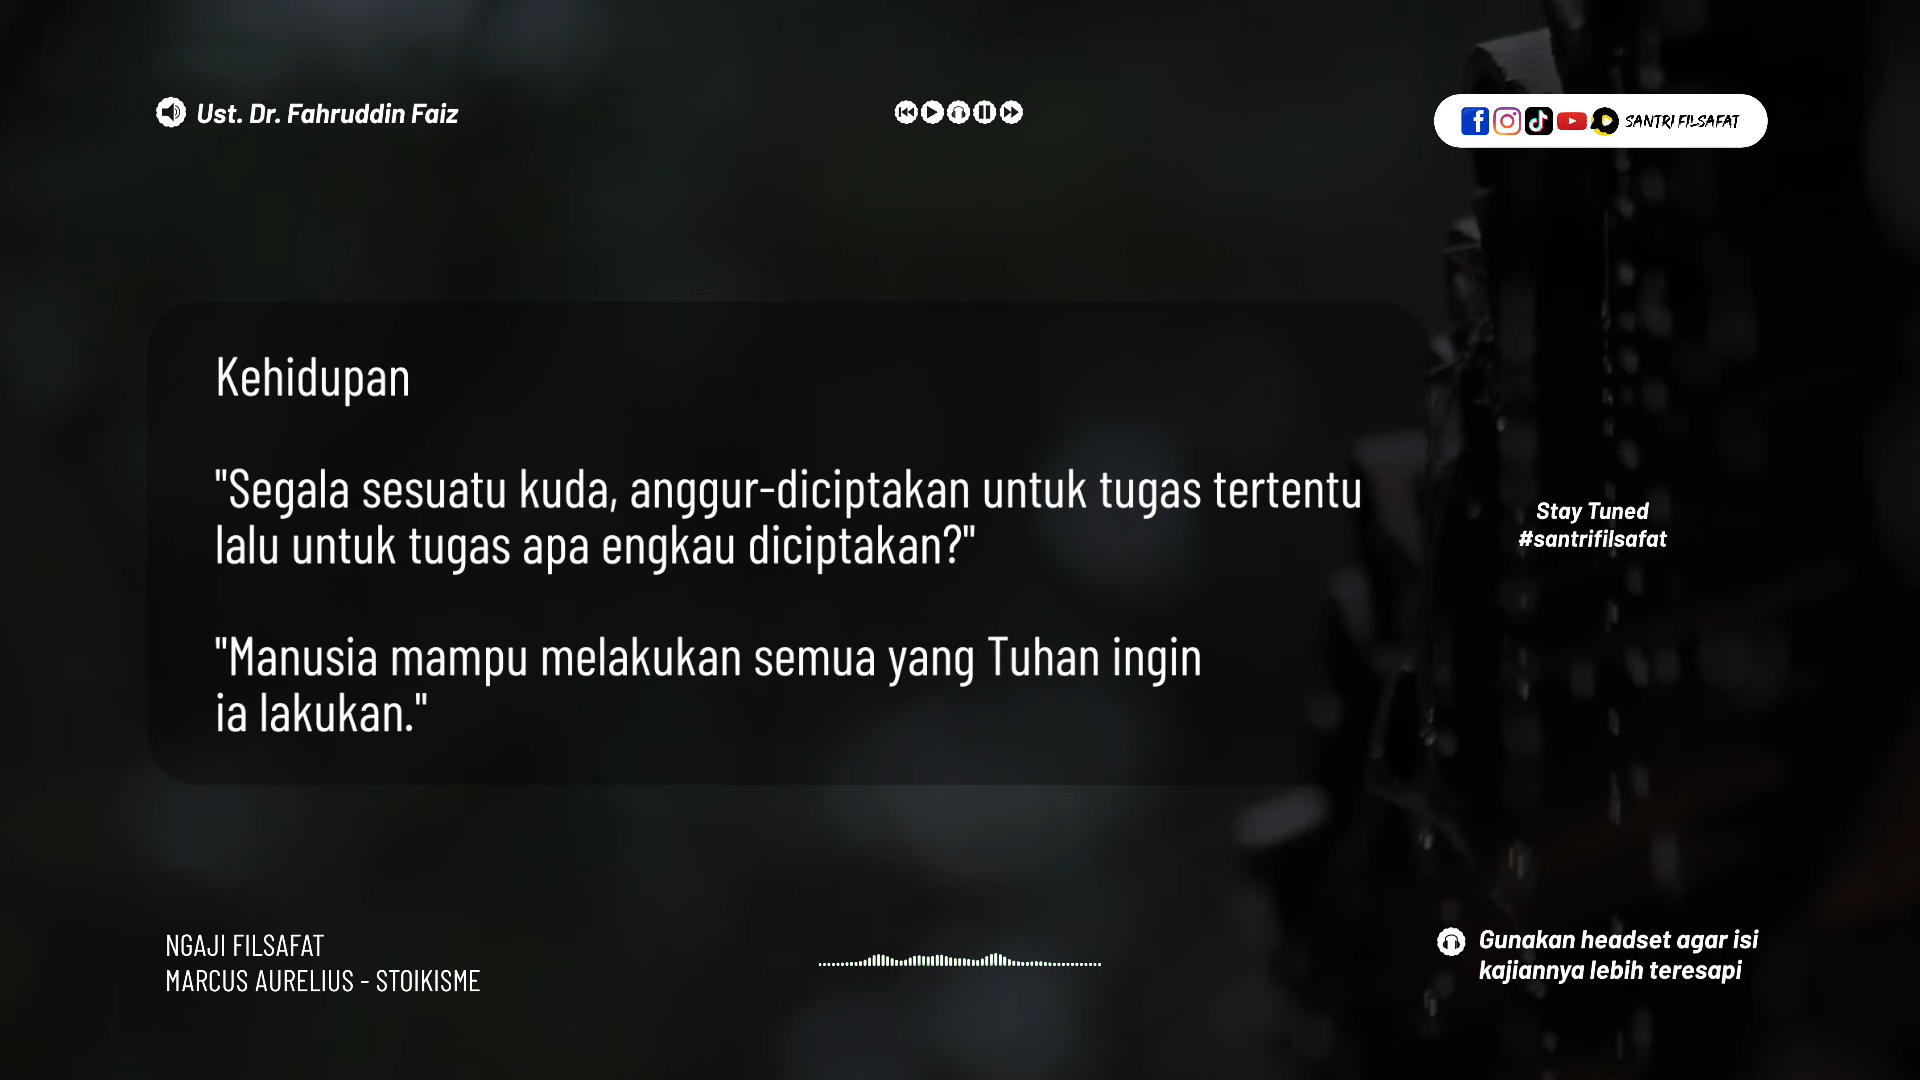 Ust. Dr. Fahruddin Faiz
SANTRI FILSAFAT
Kehidupan
"Segala sesuatu kuda, anggur-diciptakan untuk tugas tertentu
lalu untuk tugas apa engkau diciptakan?"
"Manusia mampu melakukan semua yang Tuhan ingin
ia lakukan."
Stay Tuned
#santrifilsafat
NGAJI FILSAFAT
MARCUS AURELIUS - STOIKISME
Gunakan headset agar isi
kajiannya lebih teresapi